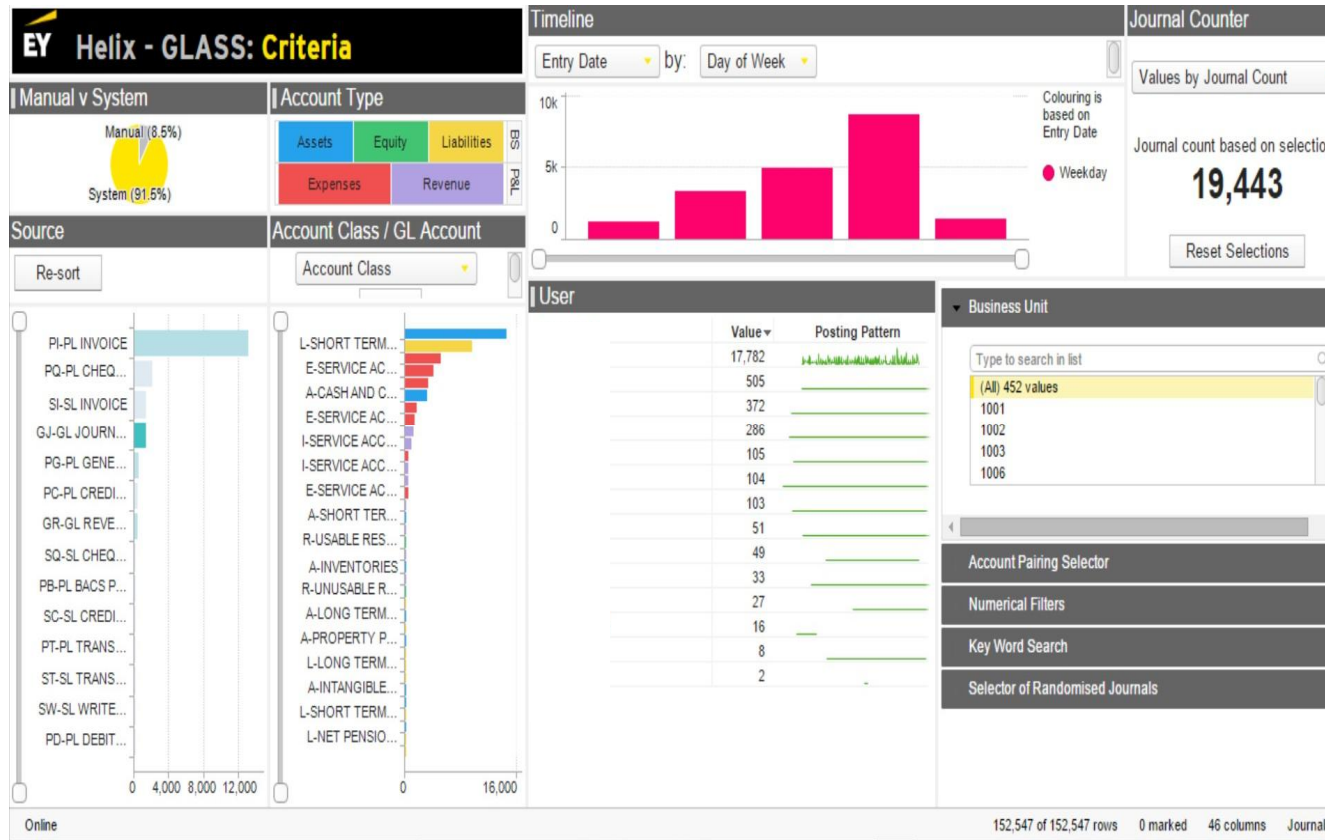 EY Helix - GLASS: Criteria
Manual v System
Manual (8.5%)
System (91.5%)
Account Type
Assets
Equity
Liabilities
BS
Expenses
Revenue
P&L
Source
Re-sort
PI-PL INVOICE
PQ-PL CHEQ...
SI-SL INVOICE
GJ-GL JOURN...
PG-PL GENE...
PC-PL CREDI...
GR-GL REVE...
SQ-SL CHEQ...
PB-PL BACS P...
SC-SL CREDI...
PT-PL TRANS...
ST-SL TRANS...
SW-SL WRITE...
PD-PL DEBIT...
0 4,000 8,000 12,000
Account Class / GL Account
Account Class
L-SHORT TERM...
E-SERVICE AC...
A-CASH AND C...
E-SERVICE AC...
I-SERVICE ACC...
I-SERVICE ACC...
E-SERVICE AC...
A-SHORT TER...
R-USABLE RES...
A-INVENTORIES
R-UNUSABLE R...
A-LONG TERM...
A-PROPERTY P...
L-LONG TERM...
A-INTANGIBLE...
L-SHORT TERM...
L-NET PENSIO...
0 16,000
Timeline
Entry Date by: Day of Week
10k
5k
0
Colouring is
based on
Entry Date
Weekday
Journal Counter
Values by Journal Count
Journal count based on selectio
19,443
Reset Selections
User
Value Posting Pattern
17,782
505
372
286
105
104
103
51
49
33
27
16
8
2
Business Unit
Type to search in list
(All) 452 values
1001
1002
1003
1006
Account Pairing Selector
Numerical Filters
Key Word Search
Selector of Randomised Journals
Online
152,547 of 152,547 rows 0 marked 46 columns Journal